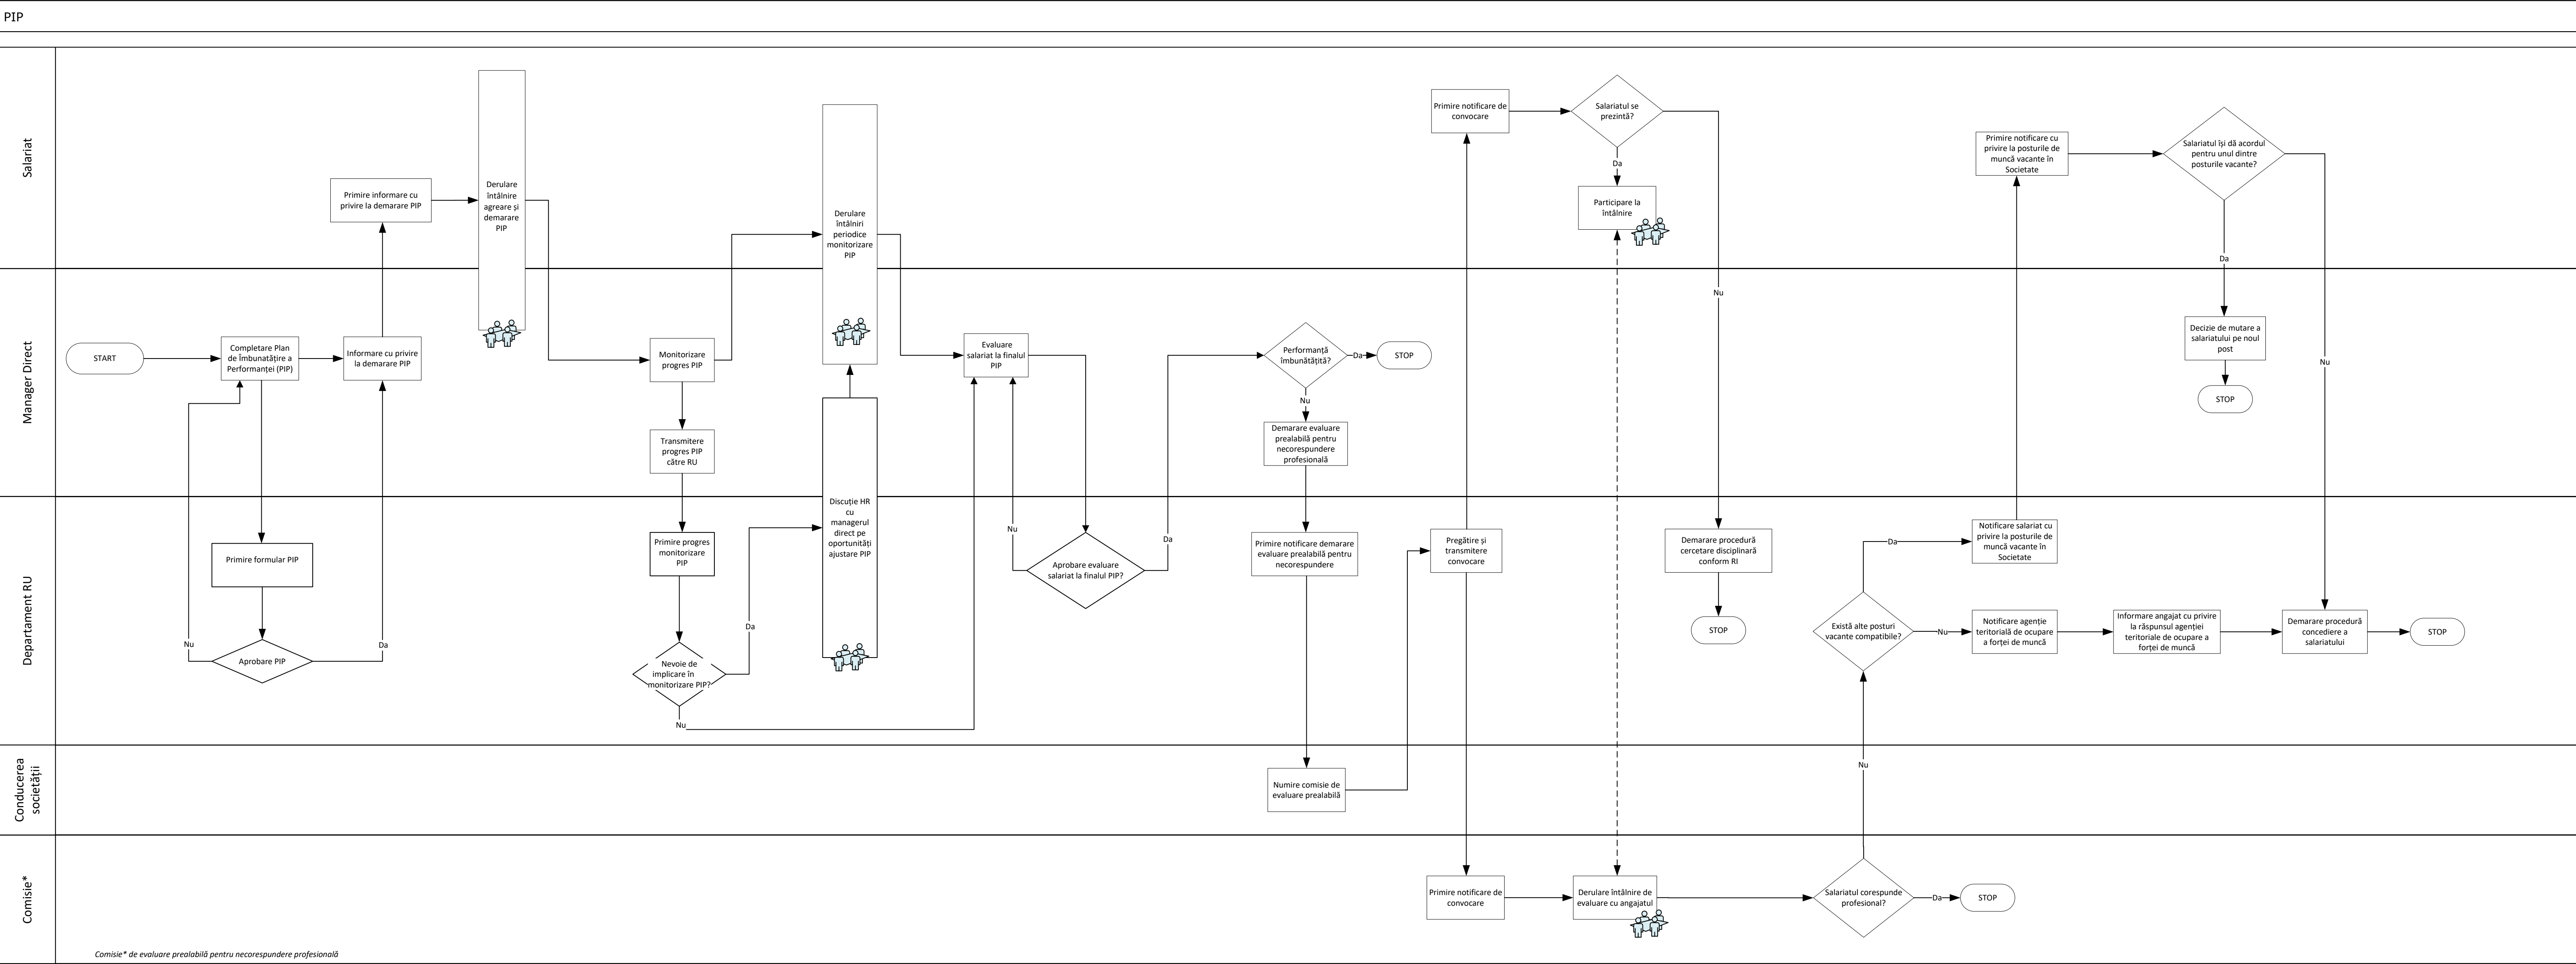 PIP
Salariat
Manager Direct
Departament RU
Conducerea
societății
Comisie*
START
Completare Plan
de Îmbunatățire a
Performanței (PIP)
Informare cu privire
la demarare PIP
Primire informare cu
privire la demarare PIP
Primire formular PIP
Aprobare PIP
Nu
Da
Derulare
întâlnire
agreare și
demarare
PIP
Monitorizare
progres PIP
Transmitere
progres PIP
către RU
Primire progres
monitorizare
PIP
Nevoie de
implicare în
monitorizare PIP?
Da
Nu
Derulare
întâlniri
periodice
monitorizare
PIP
Discuție HR
cu
managerul
direct pe
oportunități
ajustare PIP
Evaluare
salariat la finalul
PIP
Nu
Aprobare evaluare
salariat la finalul PIP?
Da
Performanță
îmbunătățită?
Da
STOP
Nu
Demarare evaluare
prealabilă pentru
necorespundere
profesională
Primire notificare demarare
evaluare prealabilă pentru
necorespundere
Numire comisie de
evaluare prealabilă
Pregătire și
transmitere
convocare
Primire notificare de
convocare
Salariatul se
prezintă?
Da
Participare la
întâlnire
Nu
Demarare procedură
cercetare disciplinară
conform RI
STOP
Primire notificare de
convocare
Derulare întâlnire de
evaluare cu angajatul
Salariatul corespunde
profesional?
Da
STOP
Nu
Există alte posturi
vacante compatibile?
Da
Notificare salariat cu
privire la posturile de
muncă vacante în
Societate
Nu
Notificare agenție
teritorială de ocupare
a forței de muncă
Informare angajat cu privire
la răspunsul agenției
teritoriale de ocupare a
forței de muncă
Demarare procedură
concediere a
salariatului
STOP
Primire notificare cu
privire la posturile de
muncă vacante în
Societate
Salariatul își dă acordul
pentru unul dintre
posturile vacante?
Da
Nu
Decizie de mutare a
salariatului pe noul
post
STOP
Comisie* de evaluare prealabilă pentru necorespundere profesională